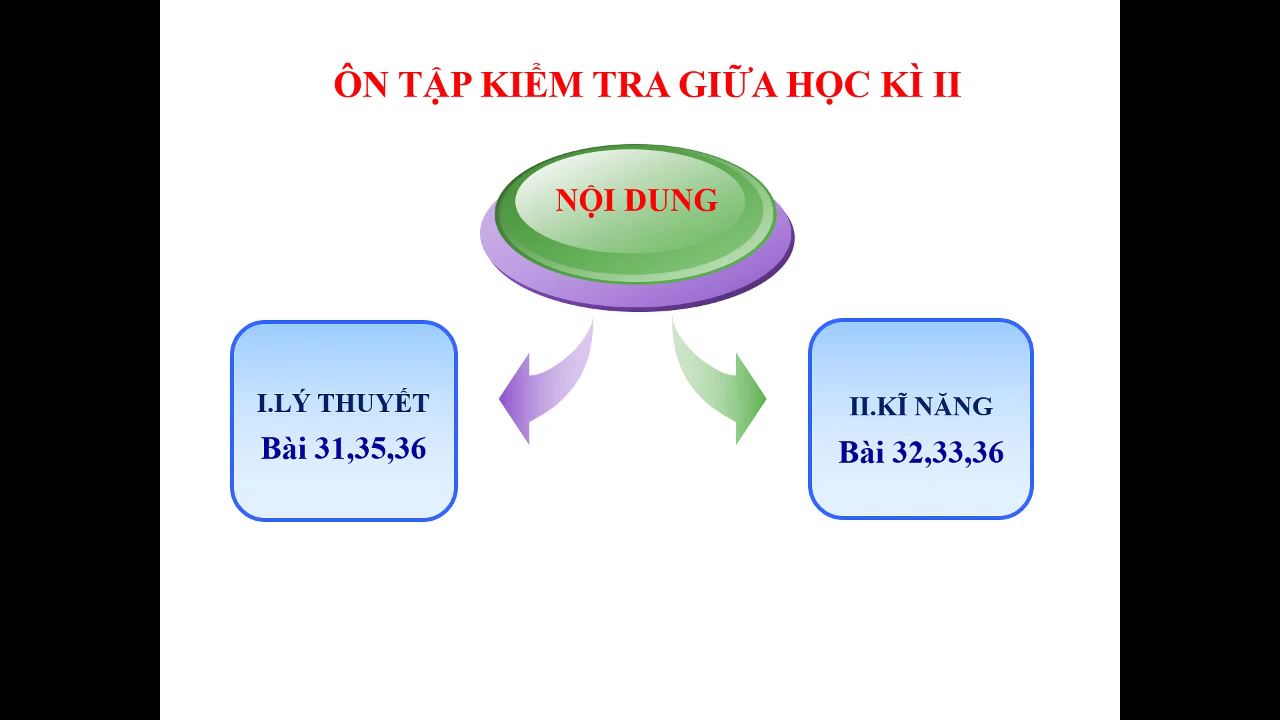 ÔN TẬP KIỂM TRA GIỮA HỌC KÌ II
NỘI DUNG
I.LÝ THUYẾT
Bài 31,35,36
II.KĨ NĂNG
Bài 32,33,36